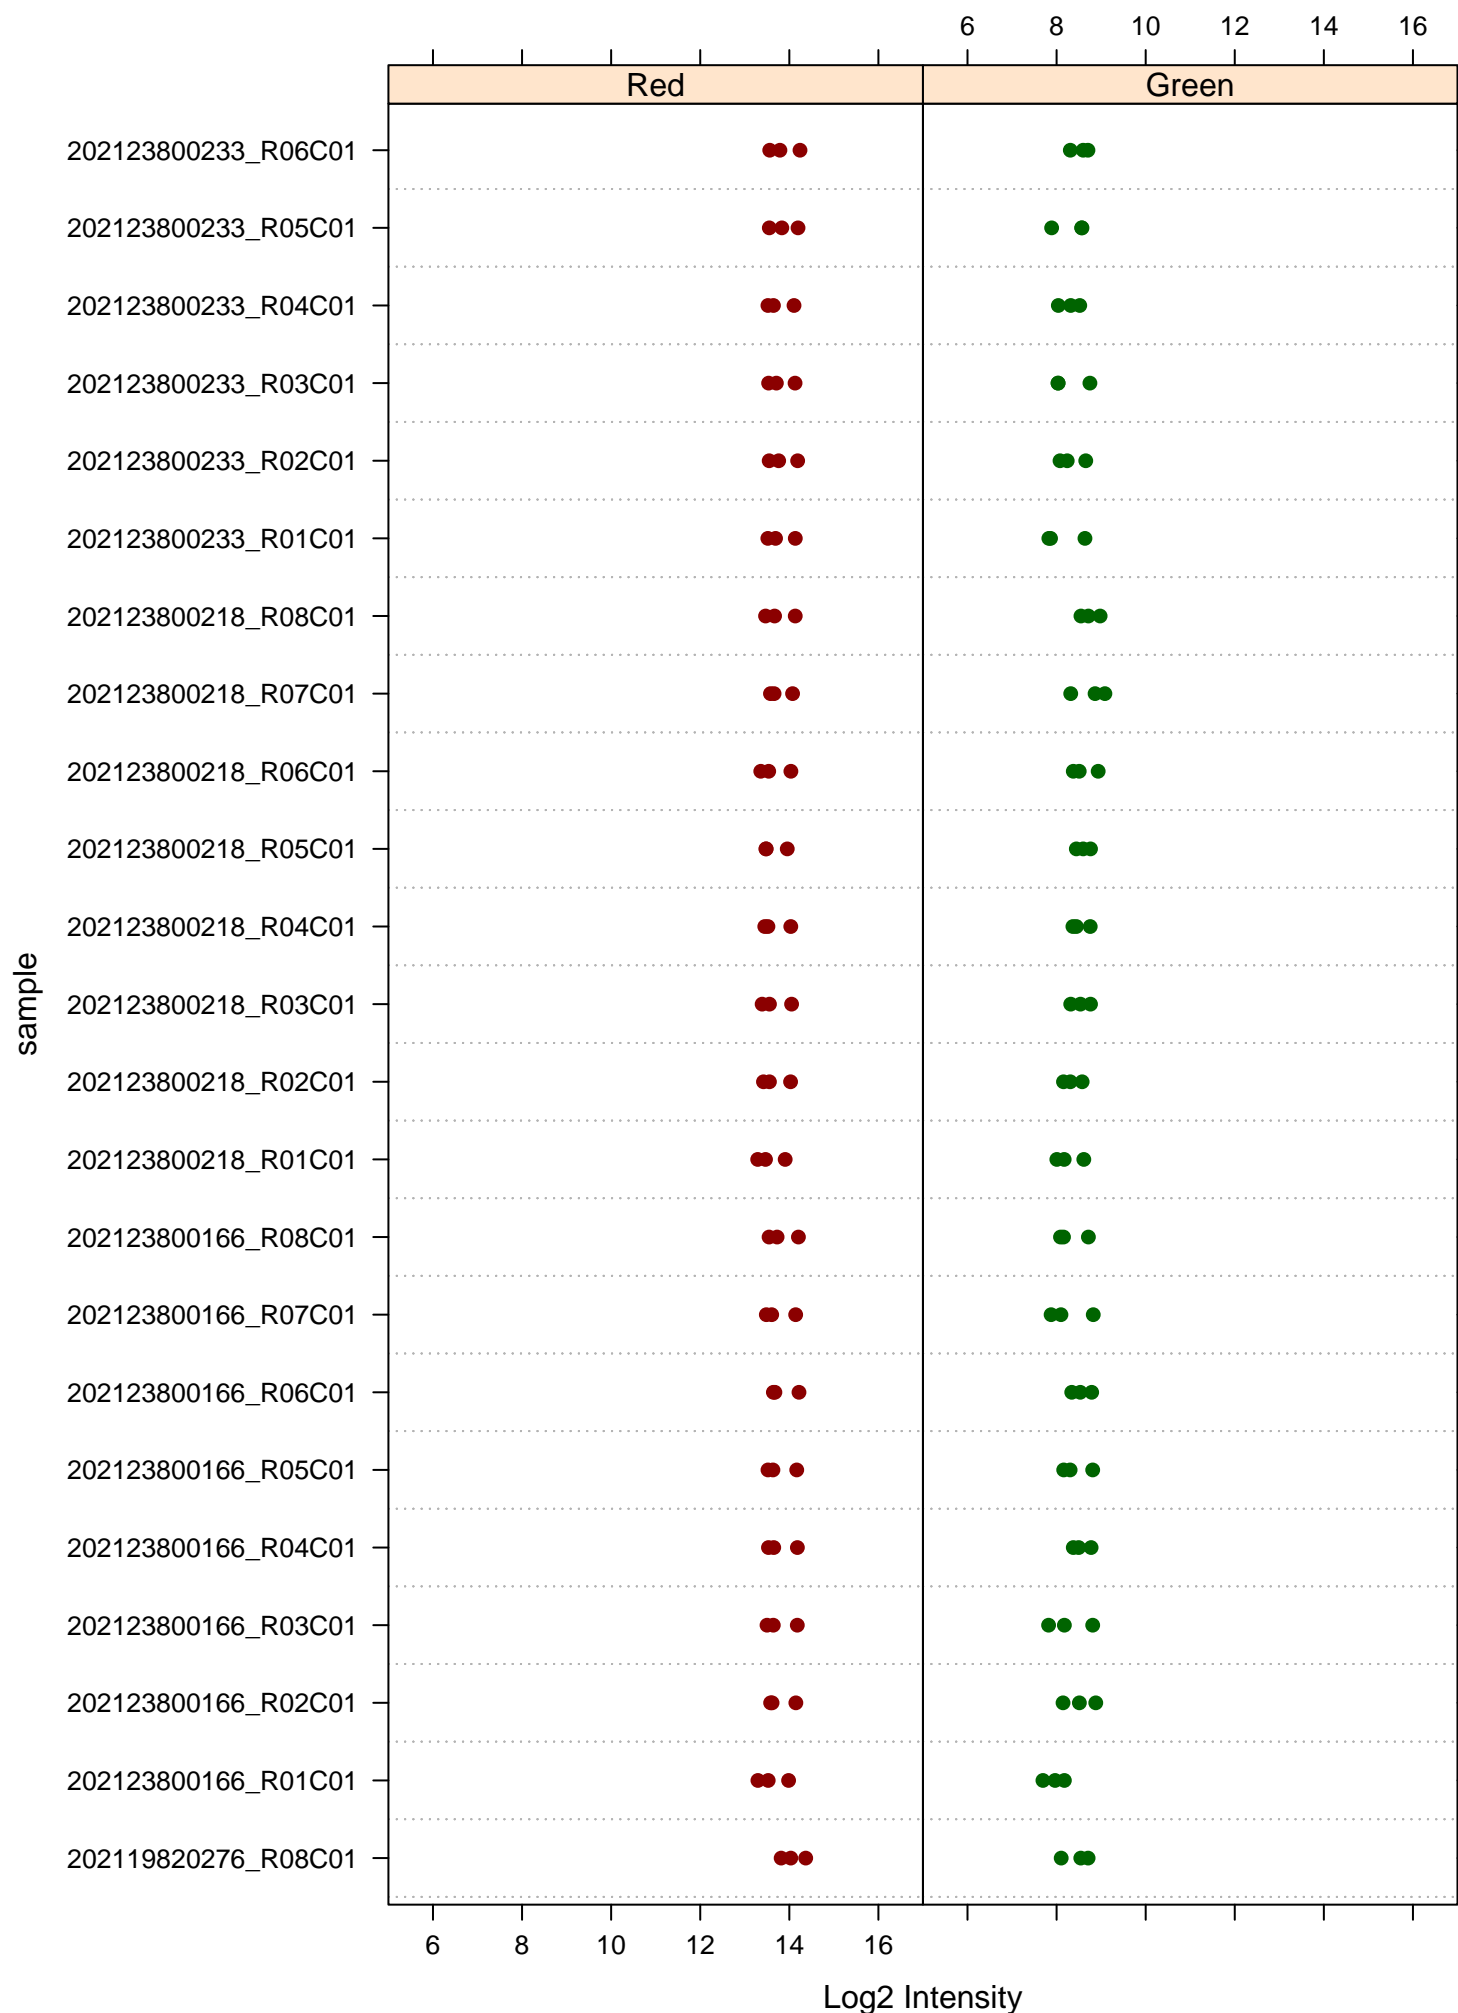 6 8 10 12 14 16
Red Green
202123800233_R06C01
202123800233_R05C01
202123800233_R04C01
202123800233_R03C01
202123800233_R02C01
202123800233_R01C01
202123800218_R08C01
202123800218_R07C01
202123800218_R06C01
202123800218_R05C01
202123800218_R04C01
202123800218_R03C01
202123800218_R02C01
202123800218_R01C01
202123800166_R08C01
202123800166_R07C01
202123800166_R06C01
202123800166_R05C01
202123800166_R04C01
202123800166_R03C01
202123800166_R02C01
202123800166_R01C01
202119820276_R08C01
sample
6 8 10 12 14 16
Log2 Intensity